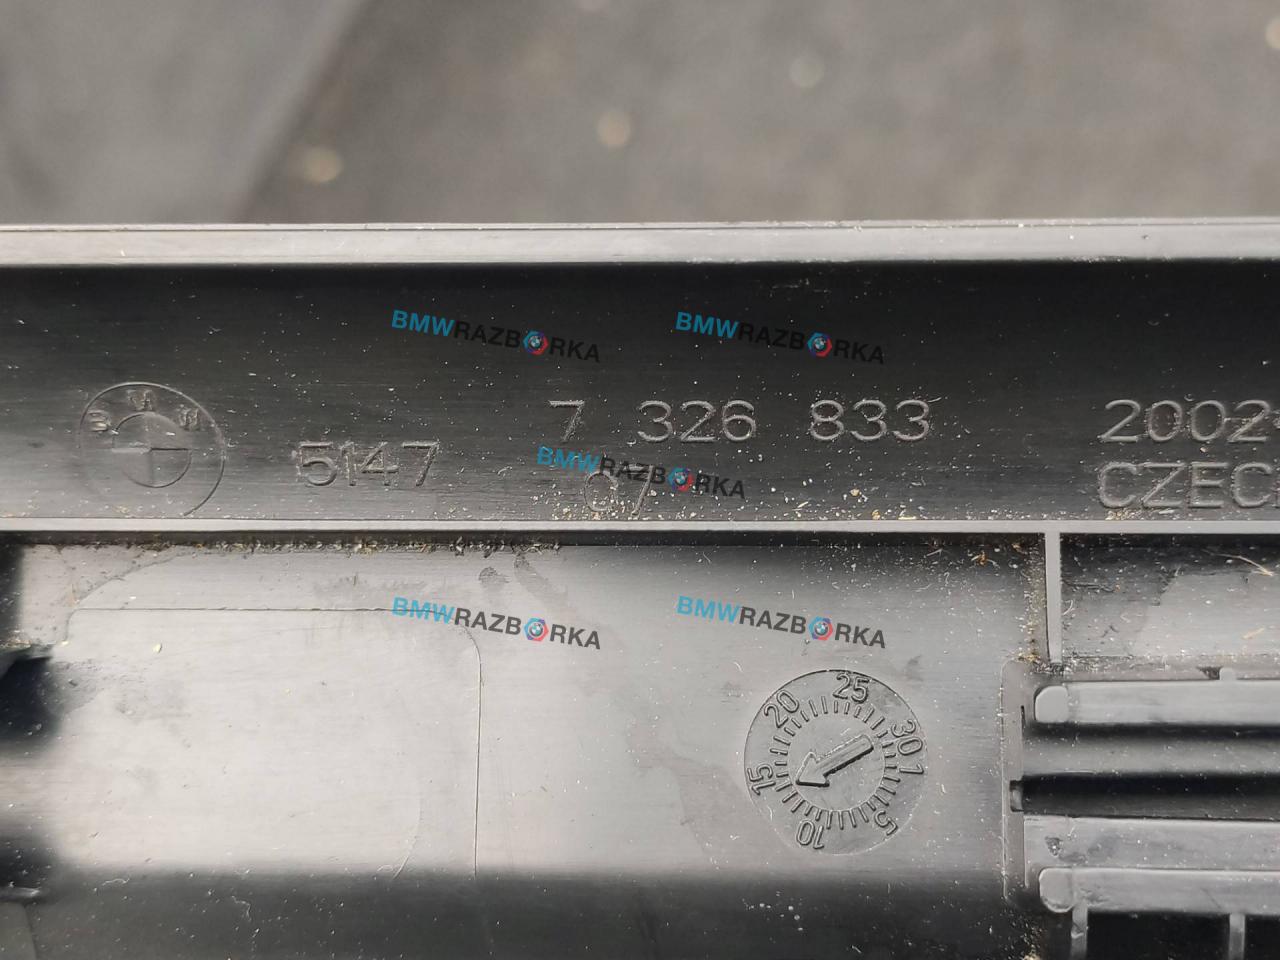 BMWRAZBORKA BMWRAZBORKA
BMW
7 326 833
5147
07
2002
CZEC
BMWRAZBORKA
BMWRAZBORKA BMWRAZBORKA
1 5 10 15 20 25 30